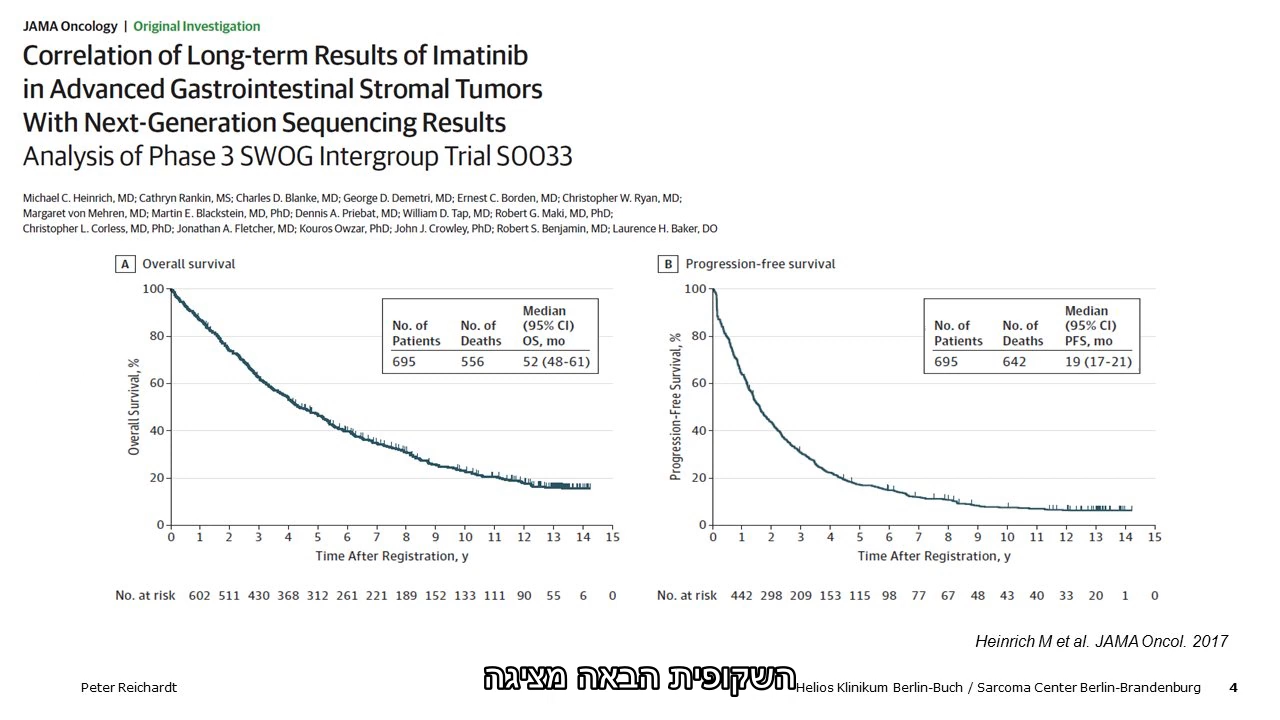 JAMA Oncology | Original Investigation
Correlation of Long-term Results of Imatinib
in Advanced Gastrointestinal Stromal Tumors
With Next-Generation Sequencing Results
Analysis of Phase 3 SWOG Intergroup Trial S0033
Michael C. Heinrich, MD; Cathryn Rankin, MS; Charles D. Blanke, MD; George D. Demetri, MD; Ernest C. Borden, MD; Christopher W. Ryan, MD;
Margaret von Mehren, MD; Martin E. Blackstein, MD, PhD; Dennis A. Priebat, MD; William D. Tap, MD; Robert G. Maki, MD, PhD;
Christopher L. Corless, MD, PhD; Jonathan A. Fletcher, MD; Kouros Owzar, PhD; John J. Crowley, PhD; Robert S. Benjamin, MD; Laurence H. Baker, DO
A Overall survival
Overall Survival, %
100
80
60
40
20
0
No. of Patients No. of Deaths Median (95% CI) OS, mo
695 556 52 (48-61)
0 1 2 3 4 5 6 7 8 9 10 11 12 13 14 15
Time After Registration, y
No. at risk 602 511 430 368 312 261 221 189 152 133 111 90 55 6 0
B Progression-free survival
Progression-Free Survival, %
100
80
60
40
20
0
No. of Patients No. of Deaths Median (95% CI) PFS, mo
695 642 19 (17-21)
0 1 2 3 4 5 6 7 8 9 10 11 12 13 14 15
Time After Registration, y
No. at risk 442 298 209 153 115 98 77 67 48 43 40 33 20 1 0
Heinrich M et al. JAMA Oncol. 2017
השקופית הבאה מציגה
Peter Reichardt
Helios Klinikum Berlin-Buch / Sarcoma Center Berlin-Brandenburg 4